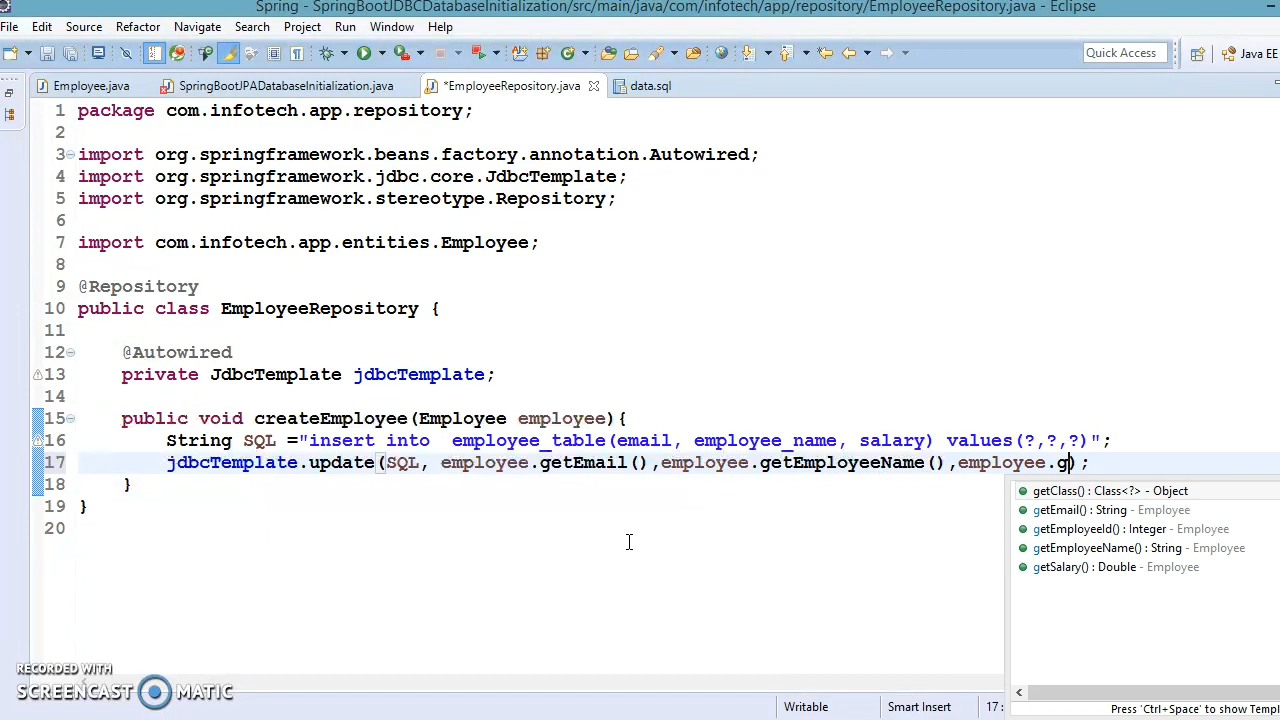 Spring - SpringBootJDBCDatabaseInitialization/src/main/java/com/infotech/app/repository/EmployeeRepository.java - Eclipse
File Edit Source Refactor Navigate Search Project Run Window Help
Quick Access Java EE
Employee.java SpringBootJPADatabaseInitialization.java *EmployeeRepository.java data.sql
1 package com.infotech.app.repository;
2
3 import org.springframework.beans.factory.annotation.Autowired;
4 import org.springframework.jdbc.core.JdbcTemplate;
5 import org.springframework.stereotype.Repository;
6
7 import com.infotech.app.entities.Employee;
8
9 @Repository
10 public class EmployeeRepository {
11
12 @Autowired
13 private JdbcTemplate jdbcTemplate;
14
15 public void createEmployee(Employee employee){
16 String SQL ="insert into  employee_table(email, employee_name, salary) values(?,?,?)";
17 jdbcTemplate.update(SQL, employee.getEmail(),employee.getEmployeeName(),employee.g);
18 }
19 }
20
getClass() : Class<?> - Object
getEmail() : String - Employee
getEmployeeId() : Integer - Employee
getEmployeeName() : String - Employee
getSalary() : Double - Employee
Press 'Ctrl+Space' to show Templ
RECORDED WITH
SCREENCAST MATIC
Writable Smart Insert 17: